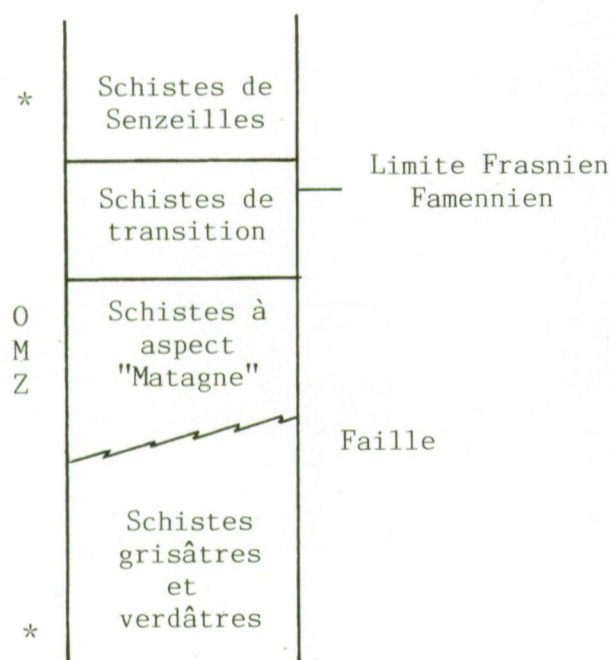 *
Schistes de
Senzeilles
Limite Frasnien
Famennien
Schistes de
transition
O
M
Z
Schistes à
aspect
"Matagne"
Faille
Schistes
grisâtres
et
verdâtres
*